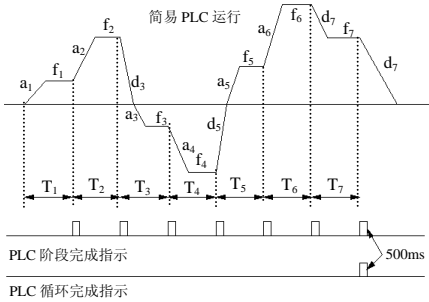 简易 PLC 运行
a1 f1 a2 f2 d3 a3 f3 a4 f4 d5 a5 f5 a6 f6 d7 f7 d7
T1 T2 T3 T4 T5 T6 T7
PLC 阶段完成指示
500ms
PLC 循环完成指示